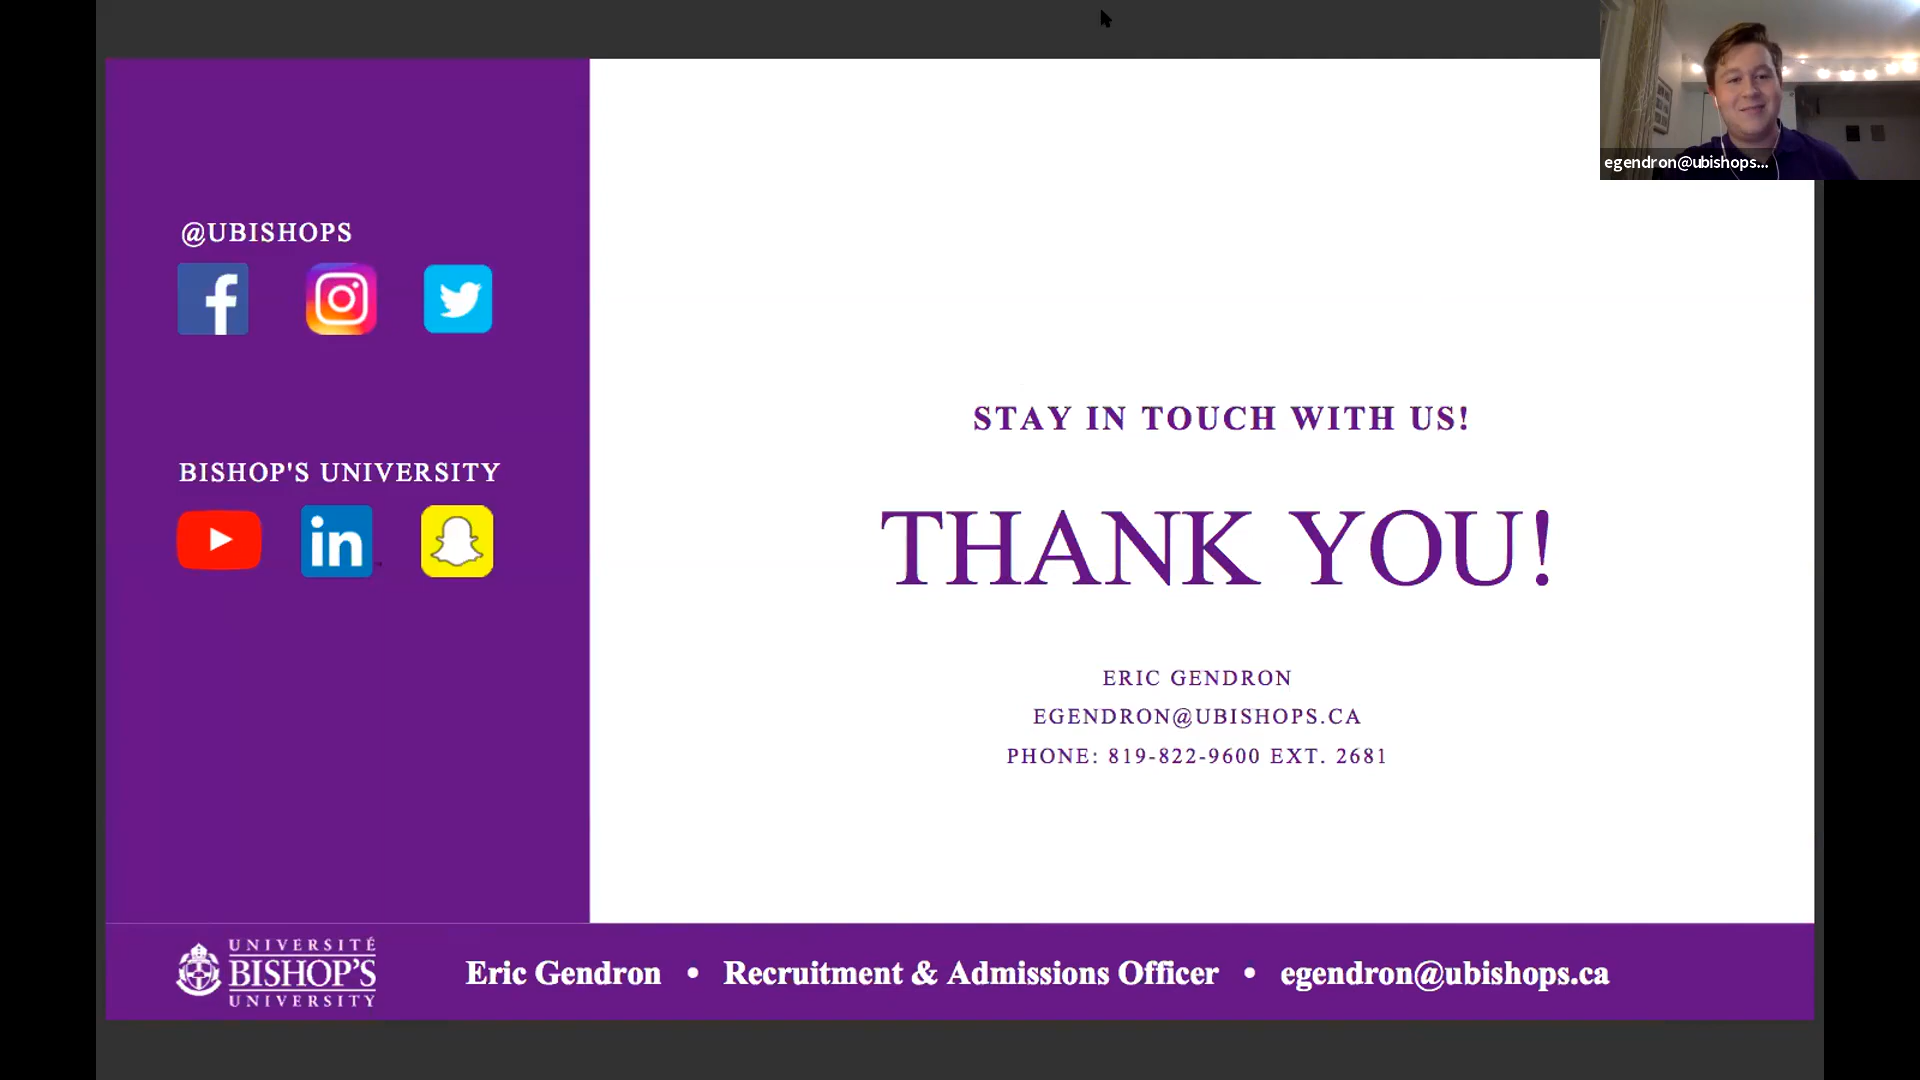 egendron@ubishops...
@UBISHOPS
BISHOP'S UNIVERSITY
in
STAY IN TOUCH WITH US!
THANK YOU!
ERIC GENDRON
EGENDRON@UBISHOPS.CA
PHONE: 819-822-9600 EXT. 2681
UNIVERSITÉ
BISHOP'S
UNIVERSITY
Eric Gendron • Recruitment & Admissions Officer • egendron@ubishops.ca